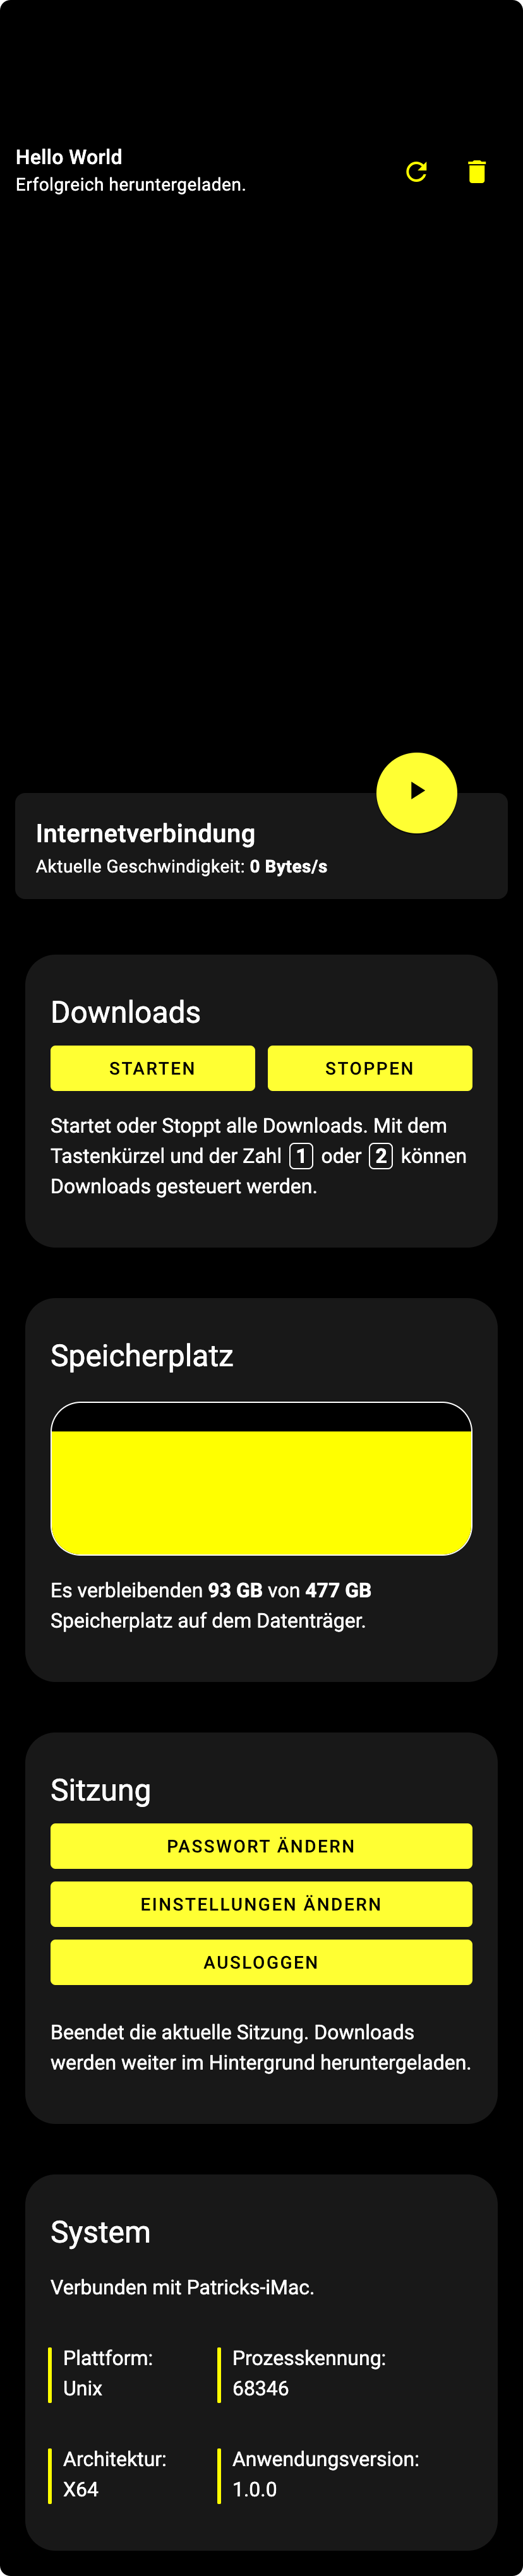 Hello World
Erfolgreich heruntergeladen.
Internetverbindung
Aktuelle Geschwindigkeit: 0 Bytes/s
Downloads
STARTEN
STOPPEN
Startet oder Stoppt alle Downloads. Mit dem
Tastenkürzel und der Zahl 1 oder 2 können
Downloads gesteuert werden.
Speicherplatz
Es verbleibenden 93 GB von 477 GB
Speicherplatz auf dem Datenträger.
Sitzung
PASSWORT ÄNDERN
EINSTELLUNGEN ÄNDERN
AUSLOGGEN
Beendet die aktuelle Sitzung. Downloads
werden weiter im Hintergrund heruntergeladen.
System
Verbunden mit Patricks-iMac.
Plattform:
Unix
Prozesskennung:
68346
Architektur:
X64
Anwendungsversion:
1.0.0